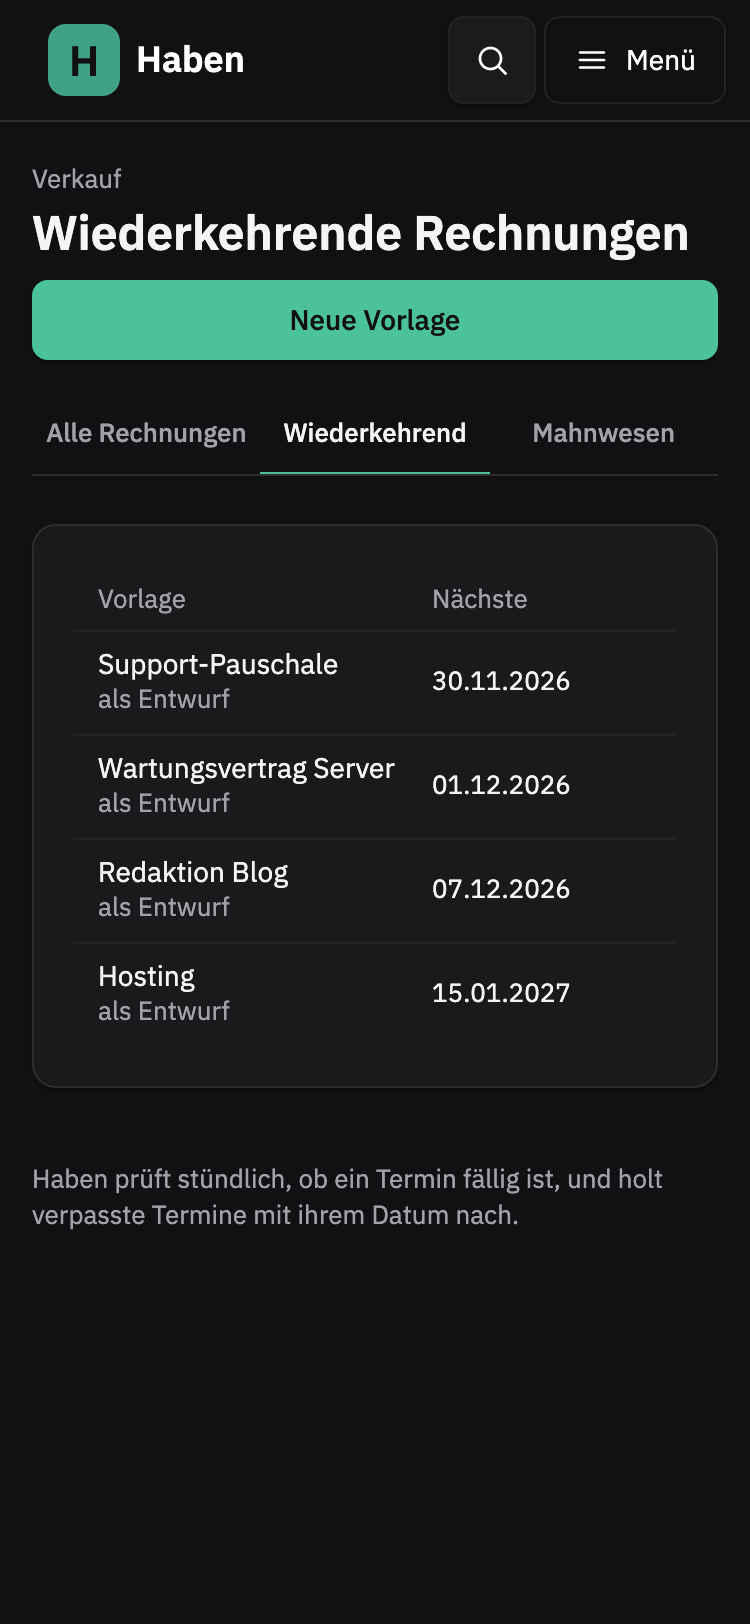 H Haben
Menü
Verkauf
Wiederkehrende Rechnungen
Neue Vorlage
Alle Rechnungen Wiederkehrend Mahnwesen
Vorlage Nächste
Support-Pauschale
als Entwurf
30.11.2026
Wartungsvertrag Server
als Entwurf
01.12.2026
Redaktion Blog
als Entwurf
07.12.2026
Hosting
als Entwurf
15.01.2027
Haben prüft stündlich, ob ein Termin fällig ist, und holt
verpasste Termine mit ihrem Datum nach.